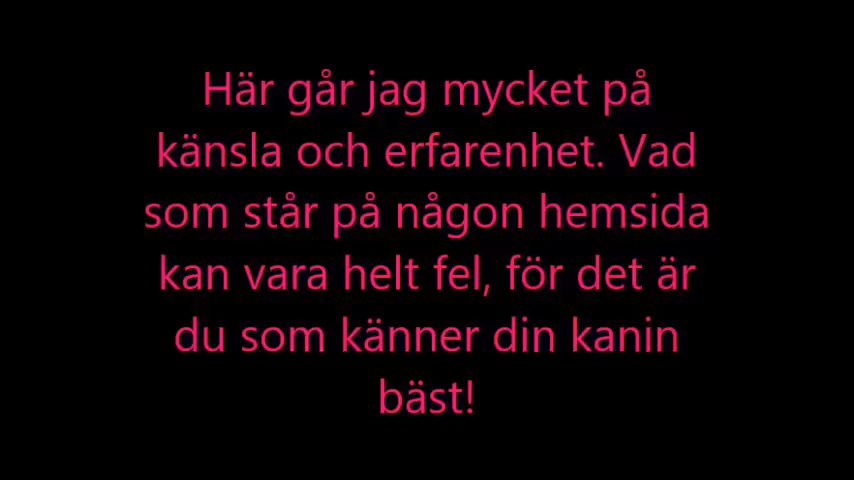 Här går jag mycket på
känsla och erfarenhet. Vad
som står på någon hemsida
kan vara helt fel, för det är
du som känner din kanin
bäst!